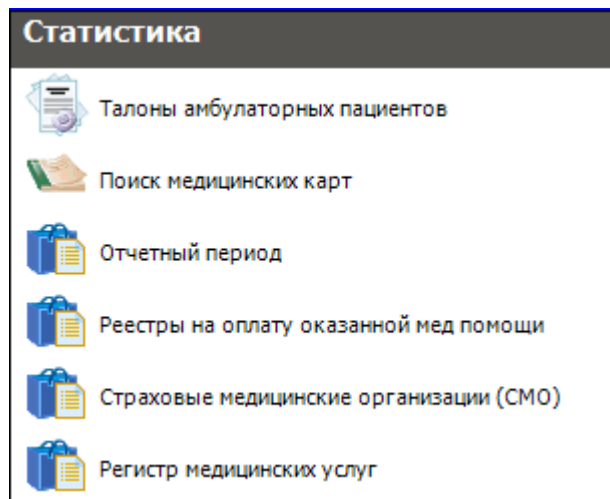 Статистика
Талоны амбулаторных пациентов
Поиск медицинских карт
Отчетный период
Реестры на оплату оказанной мед помощи
Страховые медицинские организации (СМО)
Регистр медицинских услуг